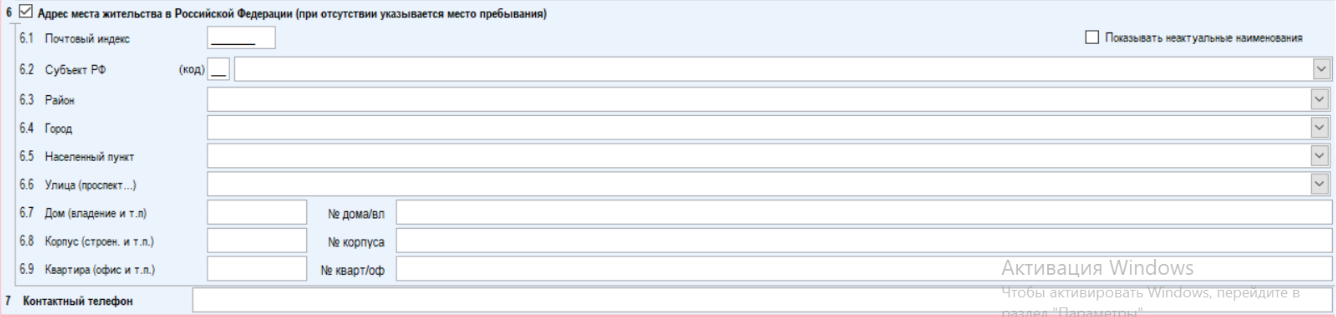 6 Адрес места жительства в Российской Федерации (при отсутствии указывается место пребывания)
6.1 Почтовый индекс Показывать неактуальные наименования
6.2 Субъект РФ (код)
6.3 Район
6.4 Город
6.5 Населенный пункт
6.6 Улица (проспект...)
6.7 Дом (владение и т.п) № дома/вл
6.8 Корпус (строен. и т.п.) № корпуса
6.9 Квартира (офис и т.п.) № кварт/оф
Активация Windows
7 Контактный телефон Чтобы активировать Windows, перейдите в
раздел "Параметры"